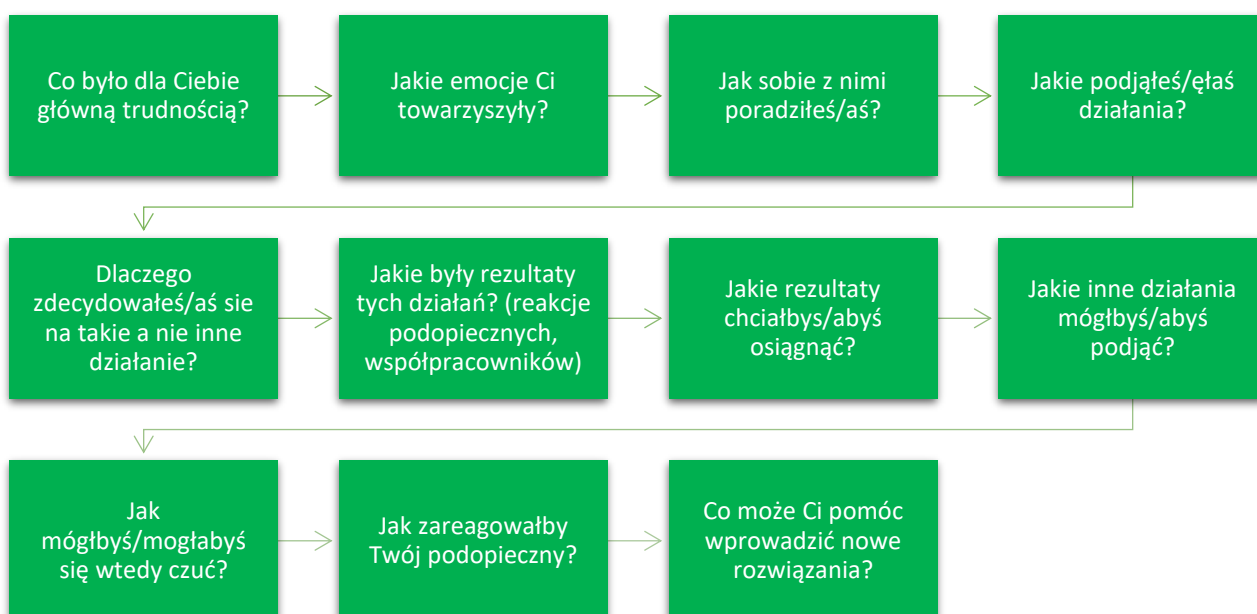 Co było dla Ciebie
główną trudnością?
Jakie emocje Ci
towarzyszyły?
Jak sobie z nimi
poradziłeś/aś?
Jakie podjąłeś/ęłaś
działania?
Dlaczego
zdecydowałeś/aś sie
na takie a nie inne
działanie?
Jakie były rezultaty
tych działań? (reakcje
podopiecznych,
współpracowników)
Jakie rezultaty
chciałbys/abyś
osiągnąć?
Jakie inne działania
mógłbyś/abyś
podjąć?
Jak
mógłbyś/mogłabyś
się wtedy czuć?
Jak zareagowałby
Twój podopieczny?
Co może Ci pomóc
wprowadzić nowe
rozwiązania?